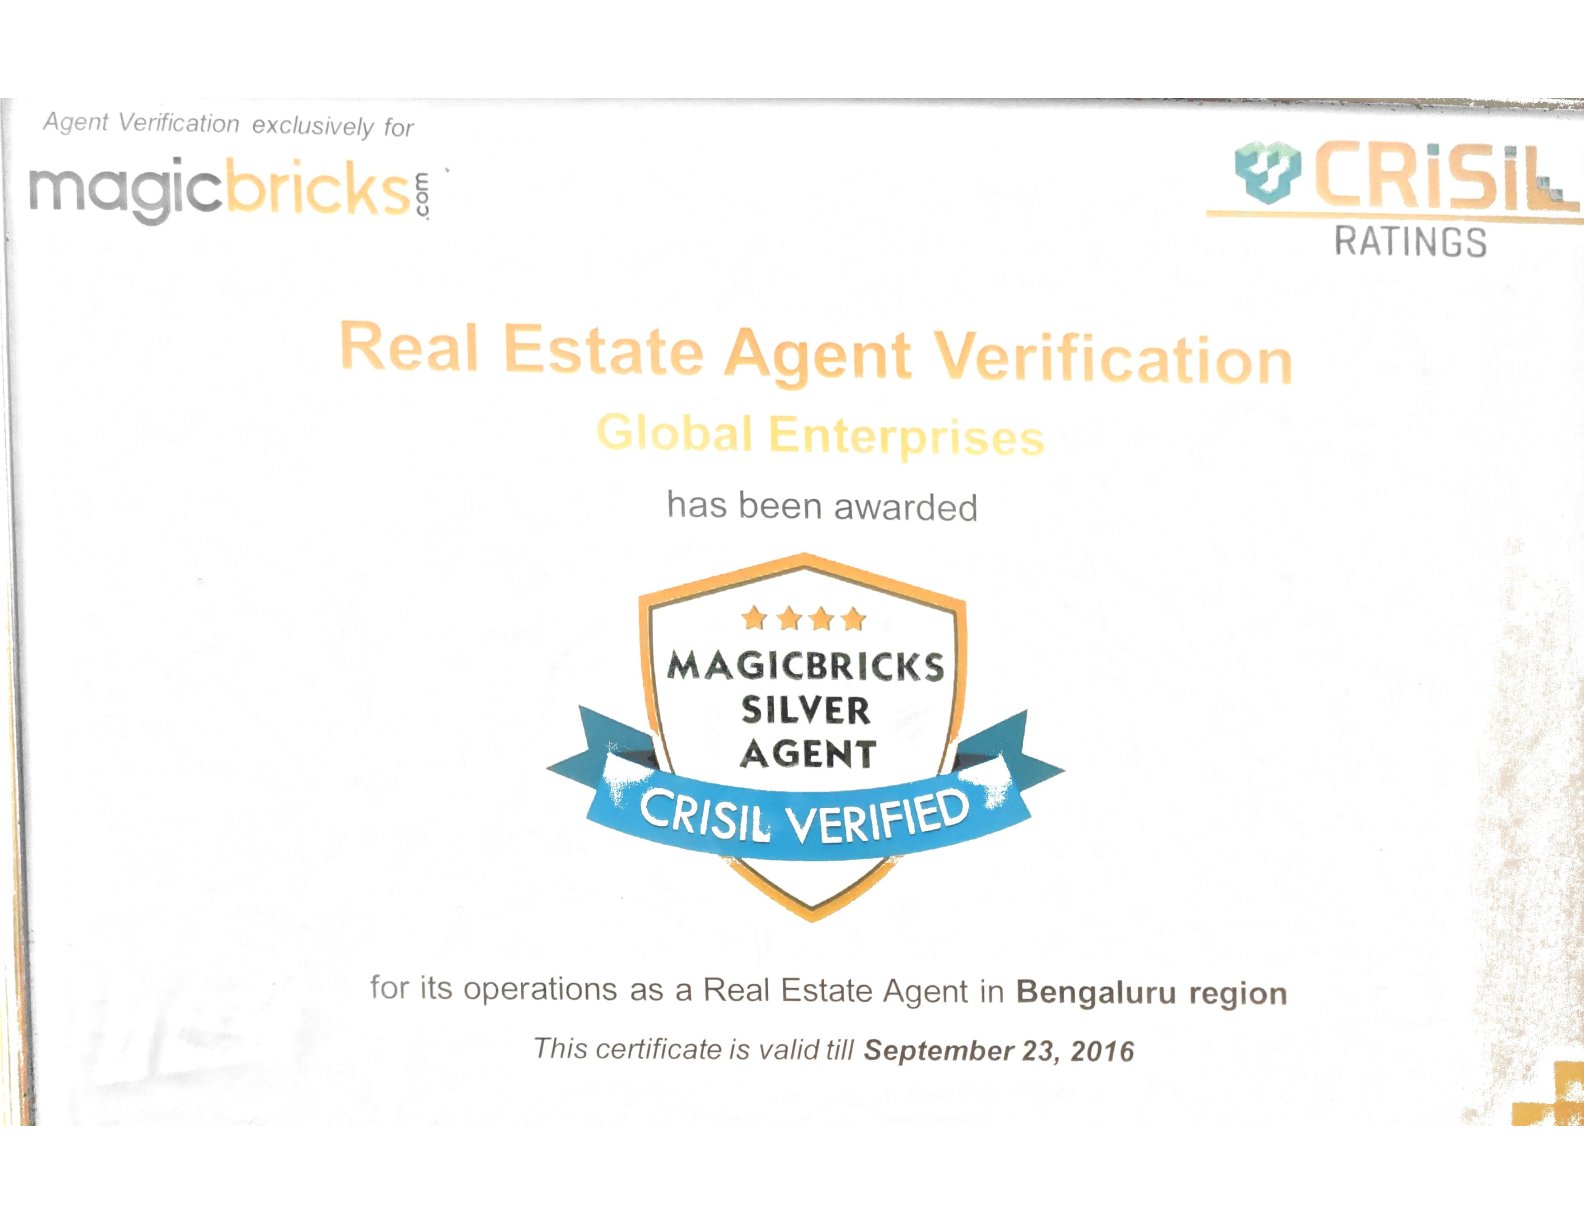 Agent Verification exclusively for
magicbricks.com
CRiSiL
RATINGS
Real Estate Agent Verification
Global Enterprises
has been awarded
MAGICBRICKS
SILVER
AGENT
CRISIL VERIFIED
for its operations as a Real Estate Agent in Bengaluru region
This certificate is valid till September 23, 2016